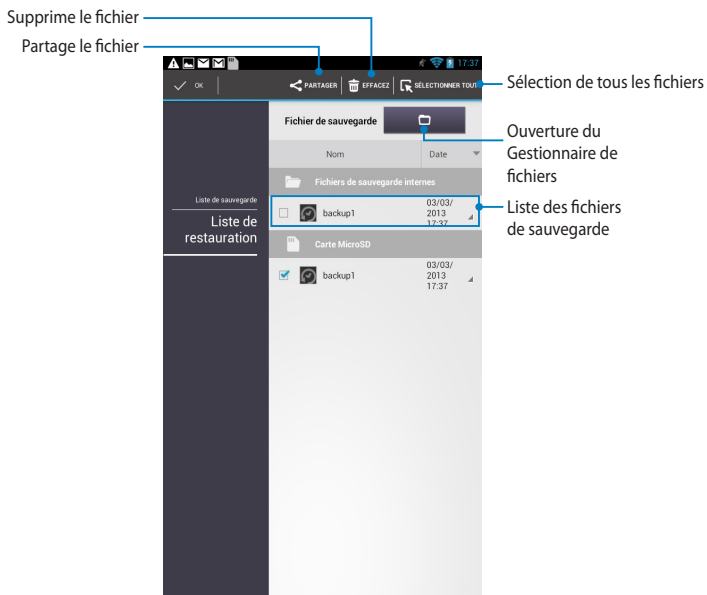 Supprime le fichier
Partage le fichier
17:37
OK
PARTAGER
EFFACEZ
SÉLECTIONNER TOUT
Sélection de tous les fichiers
Fichier de sauvegarde
Ouverture du
Gestionnaire de
fichiers
Nom
Date
Fichiers de sauvegarde internes
Liste de sauvegarde
Liste de
restauration
backup1
03/03/
2013
17:37
Liste des fichiers
de sauvegarde
Carte MicroSD
backup1
03/03/
2013
17:37